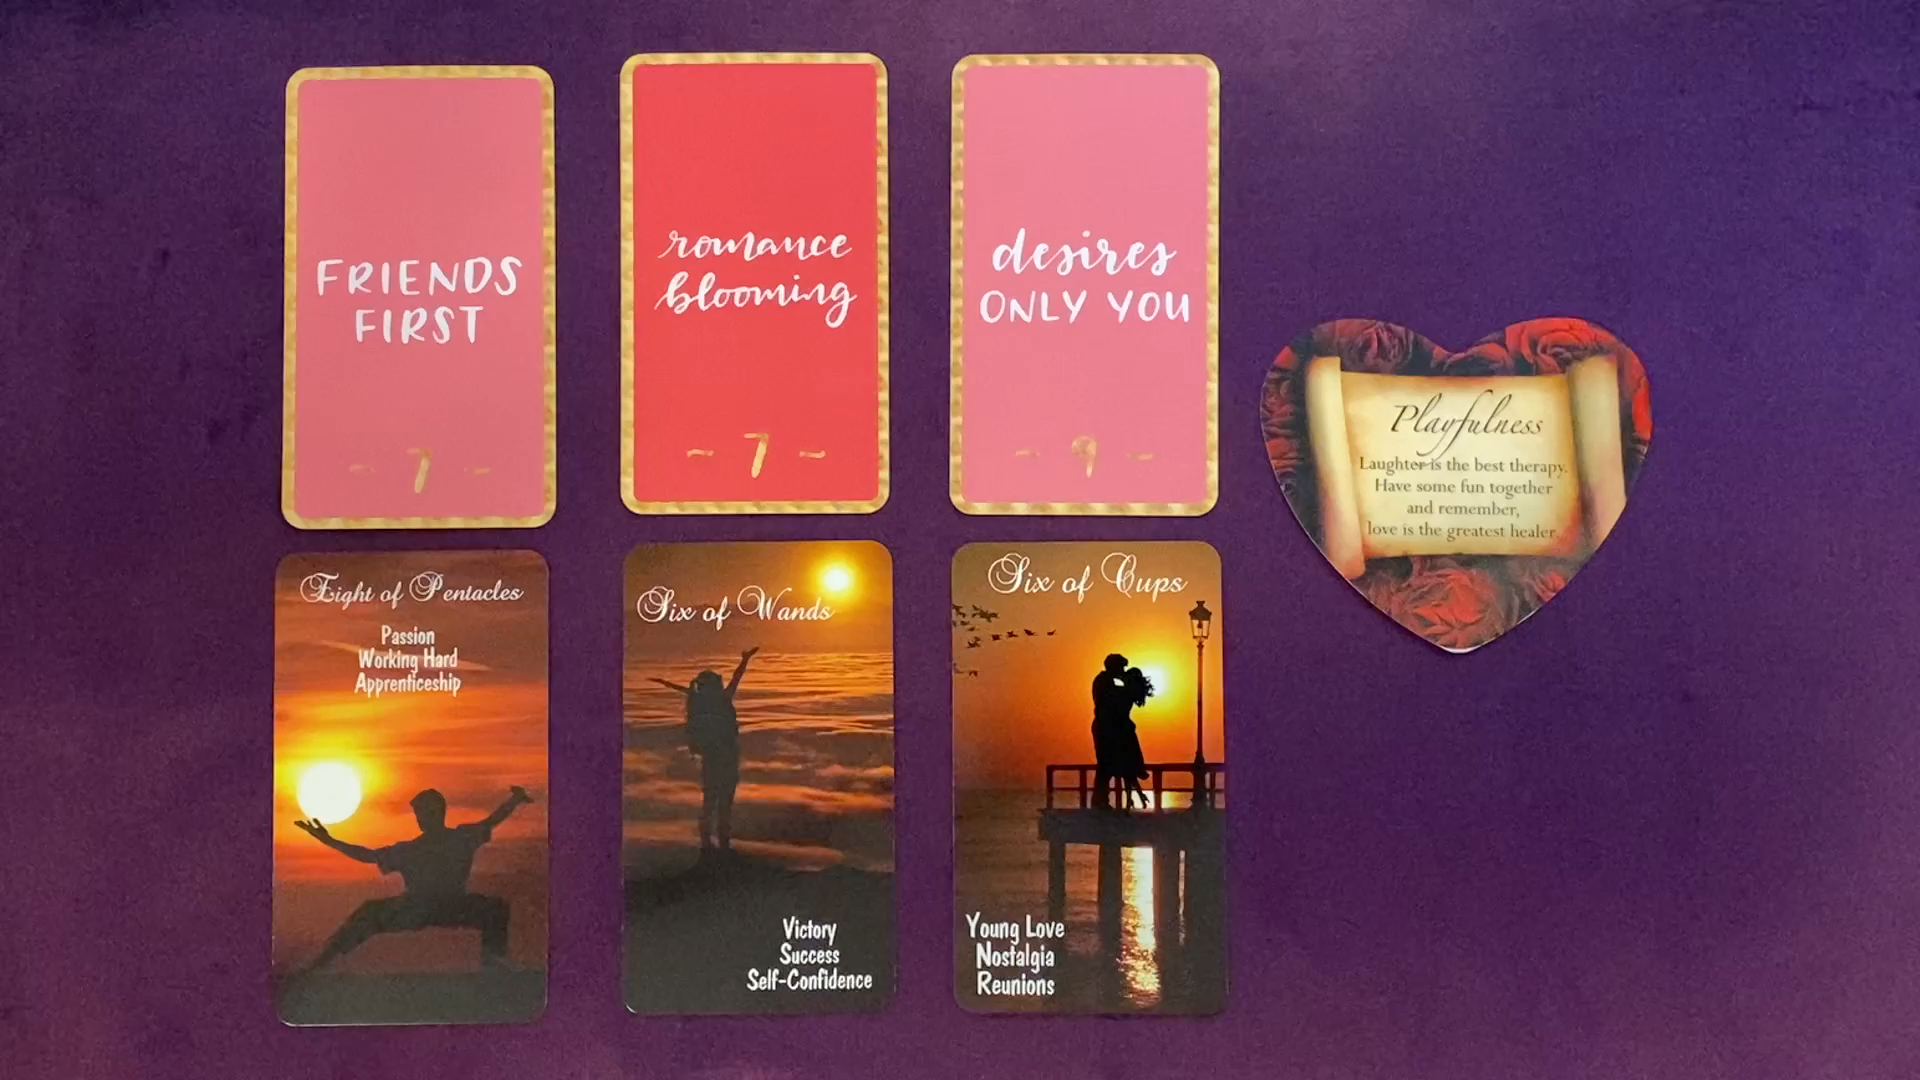 FRIENDS
FIRST
- 7 -
romance
blooming
- 7 -
desires
ONLY YOU
- 9 -
Playfulness
Laughter is the best therapy.
Have some fun together
and remember,
love is the greatest healer.
Eight of Pentacles
Passion
Working Hard
Apprenticeship
Six of Wands
Victory
Success
Self-Confidence
Six of Cups
Young Love
Nostalgia
Reunions